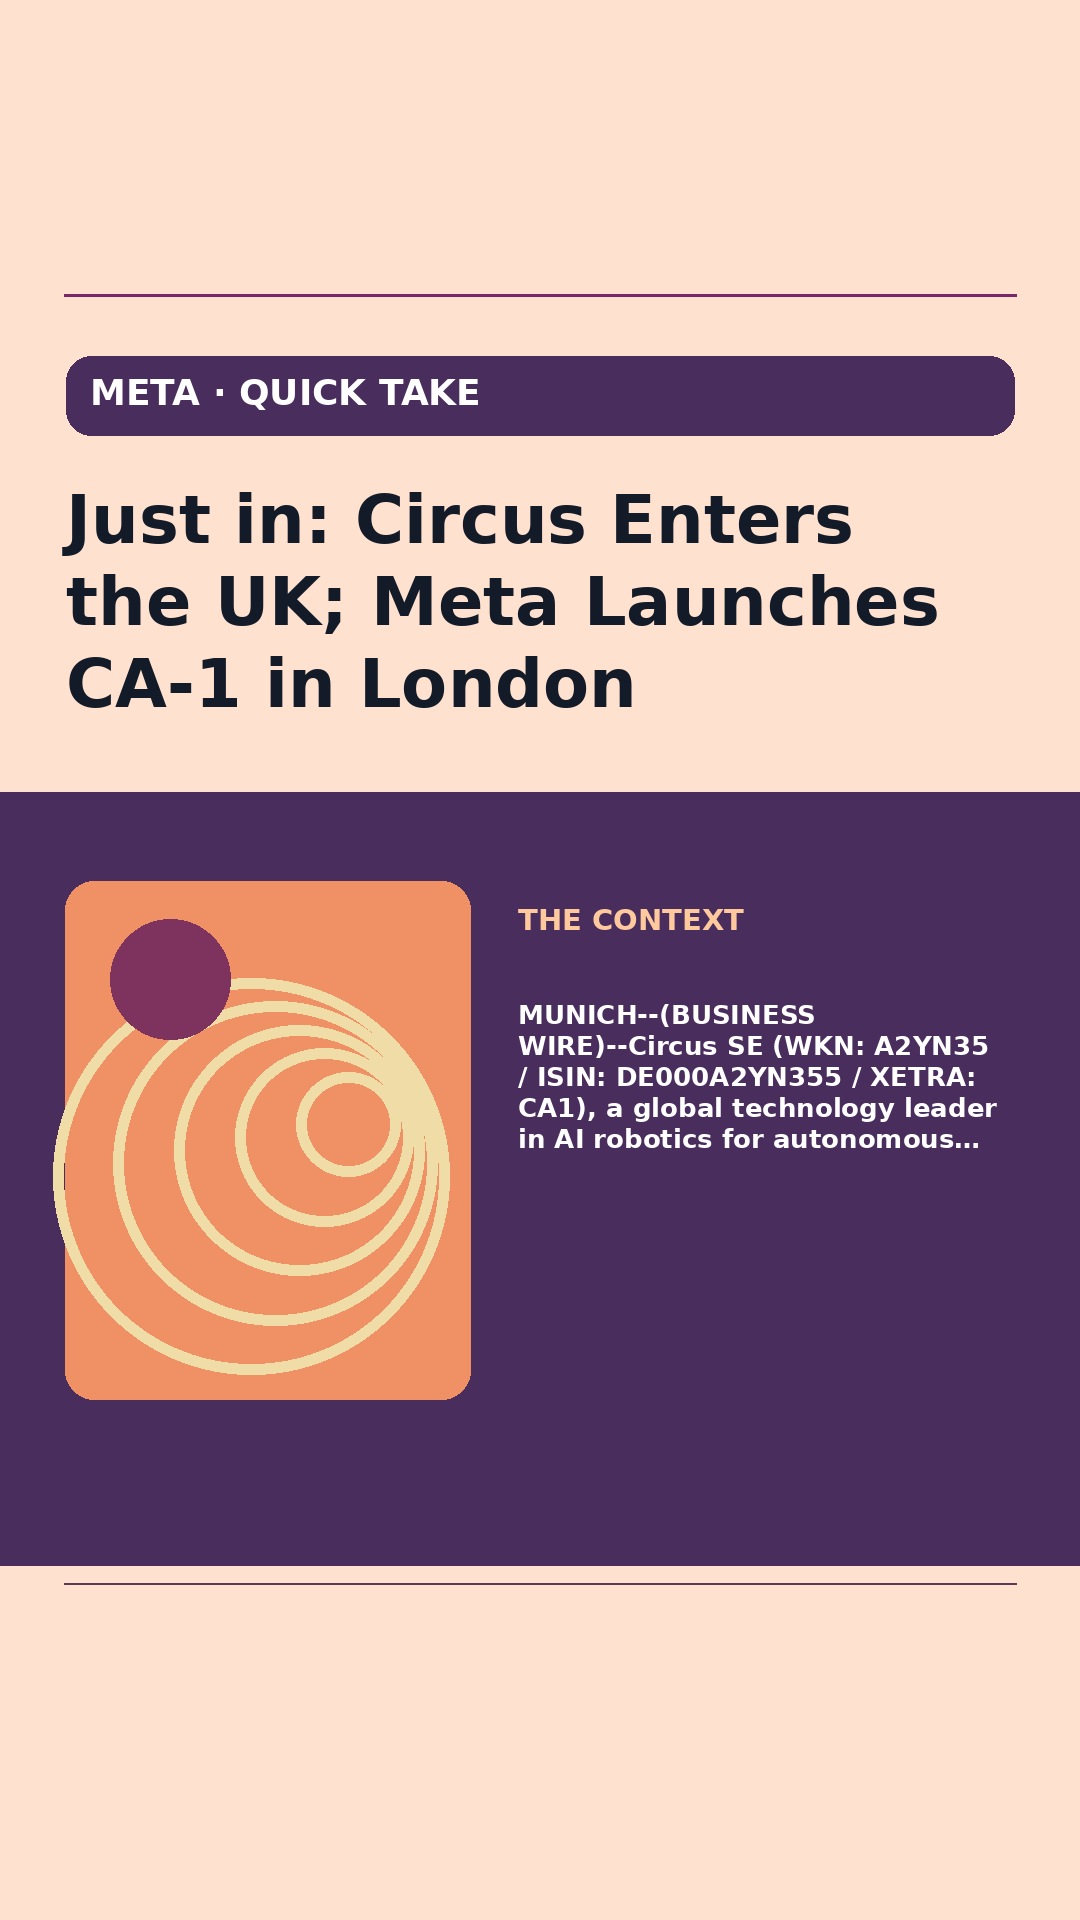 META · QUICK TAKE
Just in: Circus Enters
the UK; Meta Launches
CA-1 in London
THE CONTEXT
MUNICH--(BUSINESS
WIRE)--Circus SE (WKN: A2YN35
/ ISIN: DE000A2YN355 / XETRA:
CA1), a global technology leader
in AI robotics for autonomous…